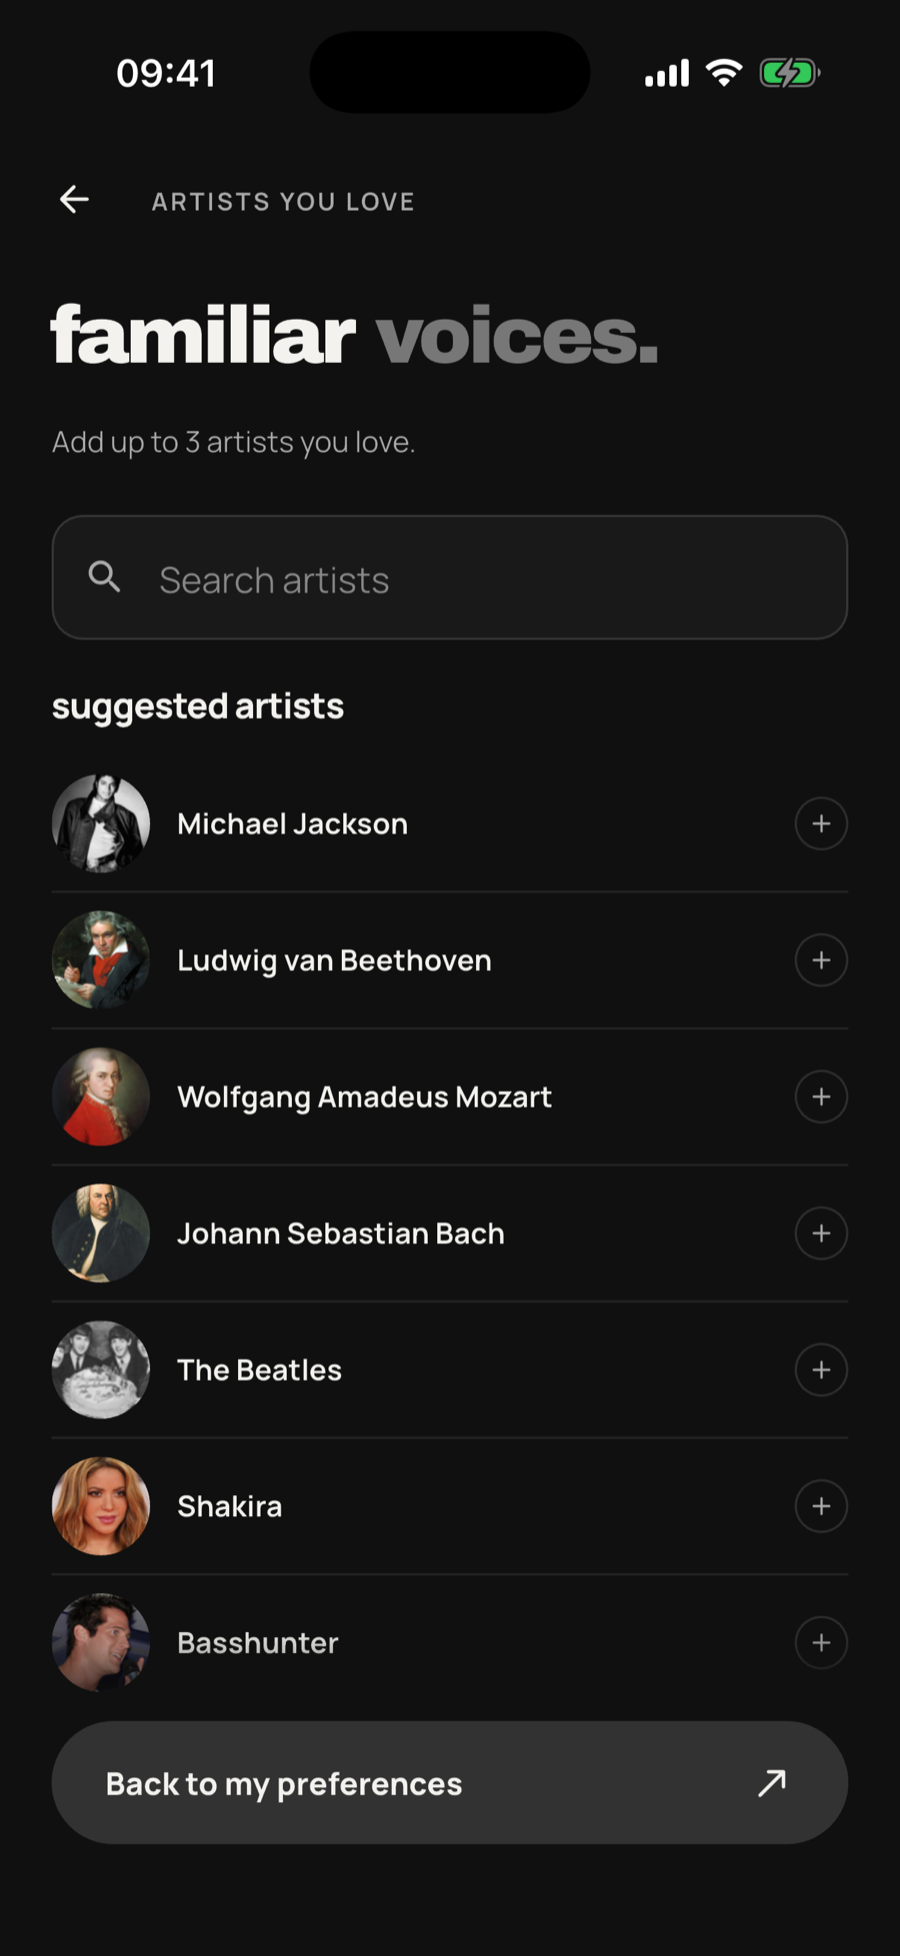 09:41
ARTISTS YOU LOVE
familiar voices.
Add up to 3 artists you love.
Search artists
suggested artists
Michael Jackson
Ludwig van Beethoven
Wolfgang Amadeus Mozart
Johann Sebastian Bach
The Beatles
Shakira
Basshunter
Back to my preferences